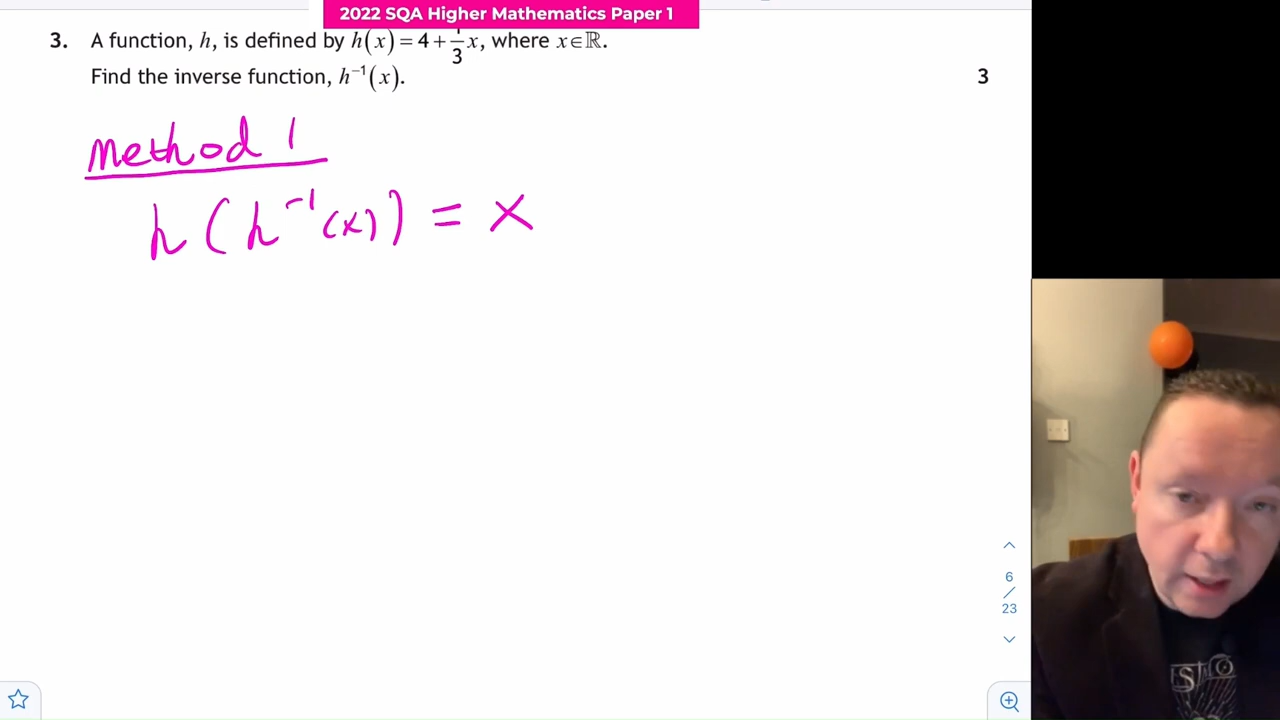 2022 SQA Higher Mathematics Paper 1
3. A function, h, is defined by h(x) = 4 + 1/3 x, where x ∈ ℝ.
Find the inverse function, h⁻¹(x).
3
Method 1
h(h⁻¹(x)) = x
6
/
23